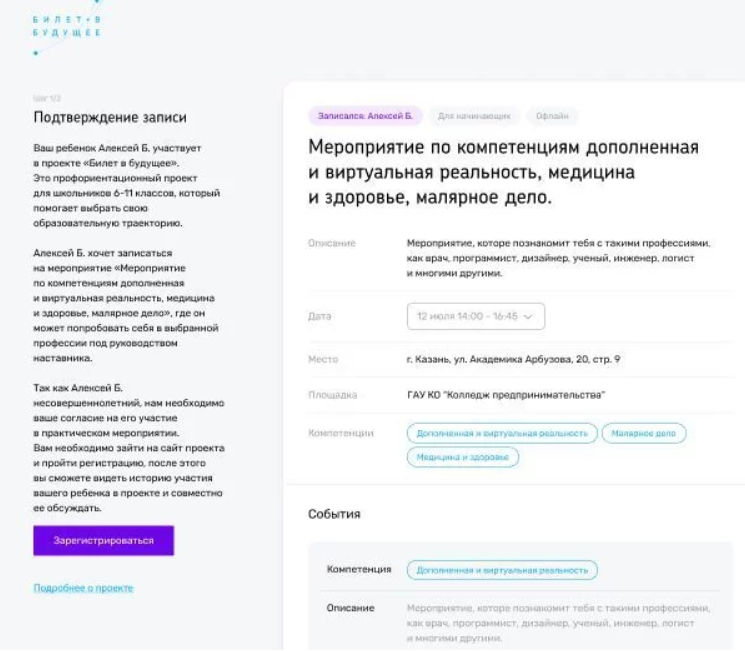 БИЛЕТ+В
БУДУЩЕЕ
Шаг 1/2
Подтверждение записи
Ваш ребенок Алексей Б. участвует
в проекте «Билет в будущее».
Это профориентационный проект
для школьников 6-11 классов, который
помогает выбрать свою
образовательную траекторию.
Алексей Б. хочет записаться
на мероприятие «Мероприятие
по компетенциям дополненная
и виртуальная реальность, медицина
и здоровье, малярное дело», где он
может попробовать себя в выбранной
профессии под руководством
наставника.
Так как Алексей Б.
несовершеннолетний, нам необходимо
ваше согласие на его участие
в практическом мероприятии.
Вам необходимо зайти на сайт проекта
и пройти регистрацию, после этого
вы сможете видеть историю участия
вашего ребенка в проекте и совместно
ее обсуждать.
Зарегистрироваться
Подробнее о проекте
Записался: Алексей Б. Для начинающих Офлайн
Мероприятие по компетенциям дополненная
и виртуальная реальность, медицина
и здоровье, малярное дело.
Описание Мероприятие, которе познакомит тебя с такими профессиями,
как врач, программист, дизайнер, ученый, инженер, логист
и многими другими.
Дата 12 июля 14:00 - 16:45
Место г. Казань, ул. Академика Арбузова, 20, стр. 9
Площадка ГАУ КО "Колледж предпринимательства"
Компетенции Дополненная и виртуальная реальность Малярное дело
Медицина и здоровье
События
Компетенция Дополненная и виртуальная реальность
Описание Мероприятие, которе познакомит тебя с такими профессиями,
как врач, программист, дизайнер, ученый, инженер, логист
и многими другими.